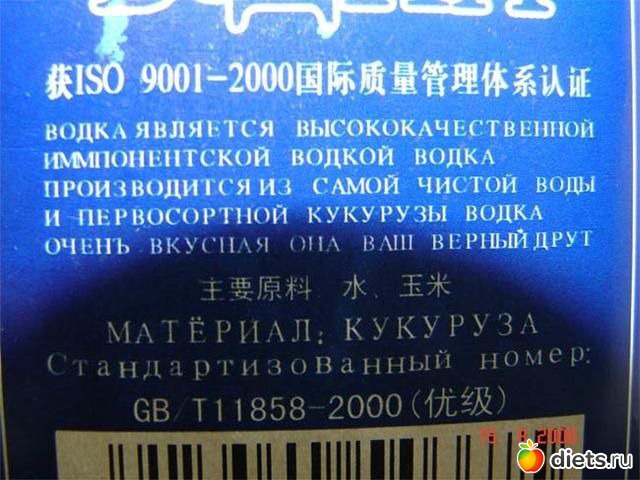 获ISO 9001-2000国际质量管理体系认证
ВОДКА ЯВЛЯЕТСЯ ВЫСОКОКАЧЕСТВЕННОЙ
ИММПОНЕНТСКОЙ ВОДКОЙ ВОДКА
ПРОИЗВОДИТСЯ ИЗ САМОЙ ЧИСТОЙ ВОДЫ
И ПЕРВОСОРТНОЙ КУКУРУЗЫ ВОДКА
ОЧЕНЪ ВКУСНАЯ ОНА ВАШ ВЕРНЫЙ ДРУТ
主要原料 水、玉米
МАТЁРИАЛ: КУКУРУЗА
Стандартизованный номер:
GB/T11858-2000(优级)
diets.ru